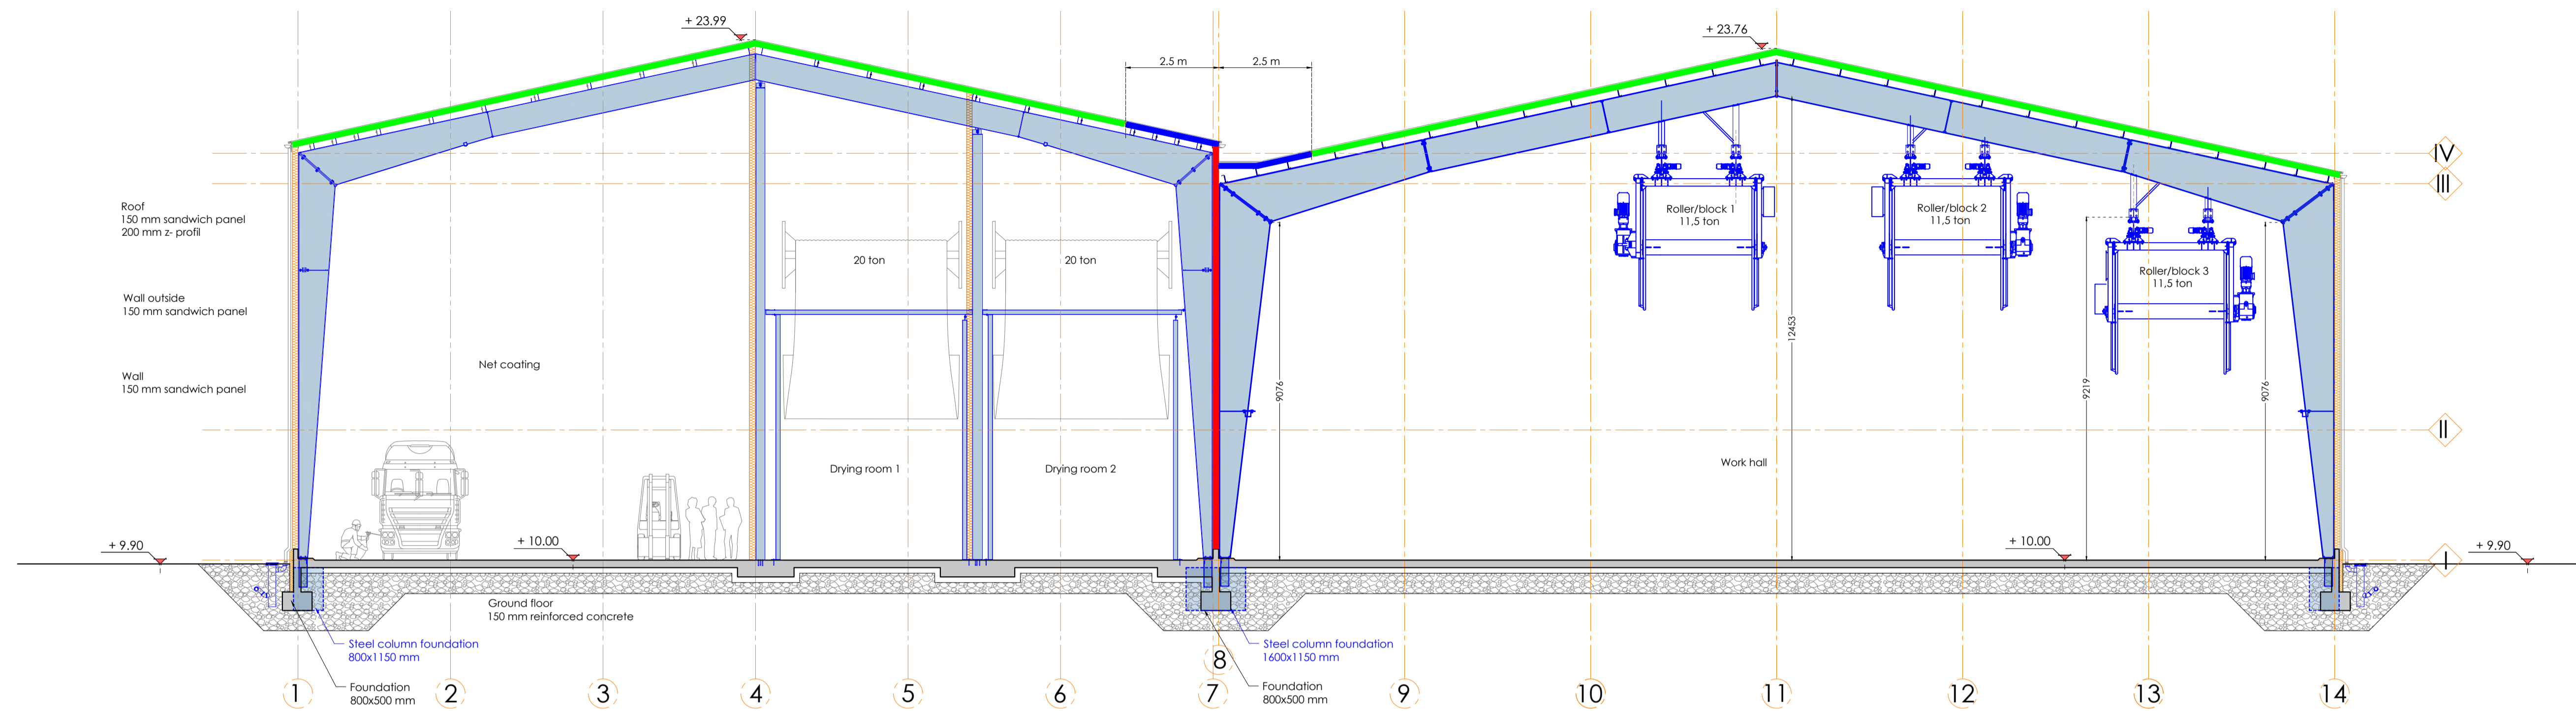 + 23.99
+ 23.76
2.5 m
2.5 m
IV
III
Roof
150 mm sandwich panel
200 mm z- profil
Roller/block 1
11,5 ton
Roller/block 2
11,5 ton
20 ton
20 ton
Roller/block 3
11,5 ton
Wall outside
150 mm sandwich panel
12453
Net coating
Wall
150 mm sandwich panel
9076
9219
9076
II
Drying room 1
Drying room 2
Work hall
+ 9.90
+ 10.00
+ 10.00
+ 9.90
I
Ground floor
150 mm reinforced concrete
Steel column foundation
800x1150 mm
Steel column foundation
1600x1150 mm
Foundation
800x500 mm
Foundation
800x500 mm
8
1
2
3
4
5
6
7
9
10
11
12
13
14